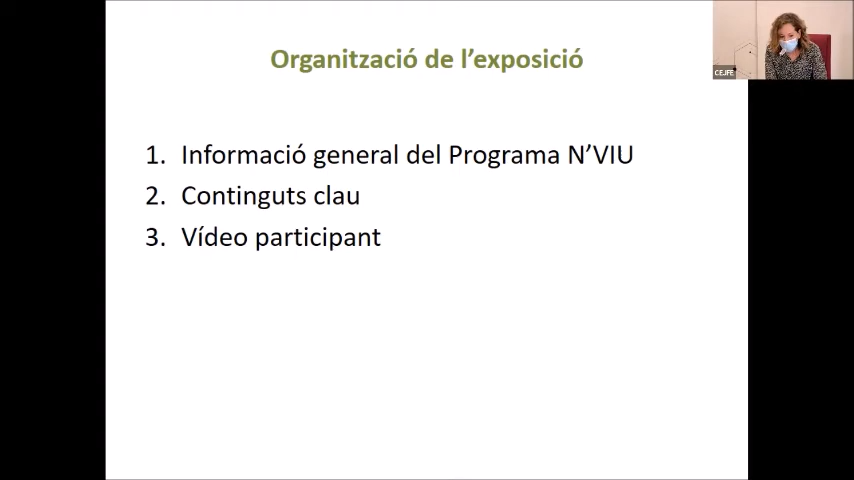 Organització de l’exposició
1. Informació general del Programa N’VIU
2. Continguts clau
3. Vídeo participant
CEJFE